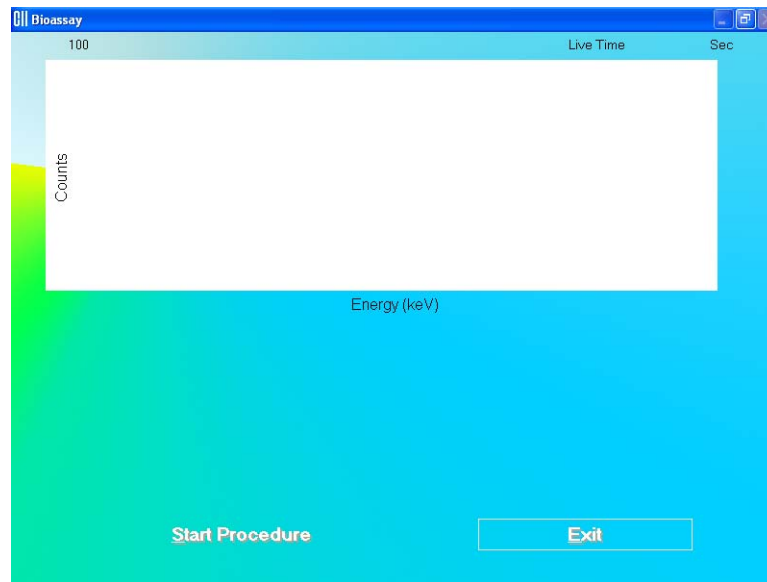 Bioassay
100 Live Time Sec
Counts
Energy (keV)
Start Procedure Exit